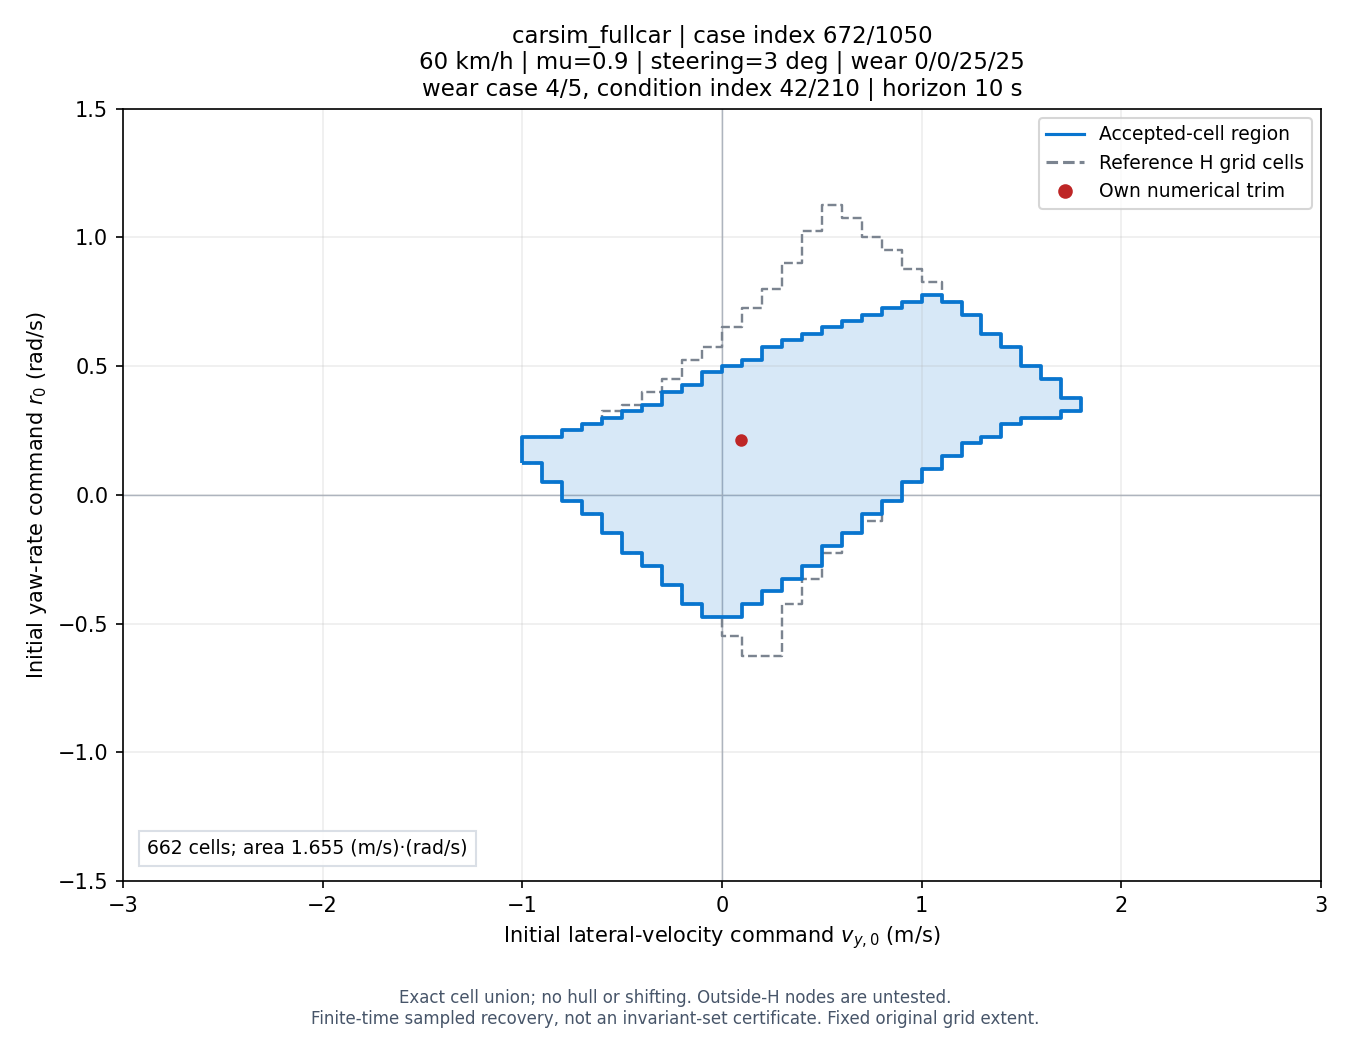 carsim_fullcar | case index 672/1050
60 km/h | mu=0.9 | steering=3 deg | wear 0/0/25/25
wear case 4/5, condition index 42/210 | horizon 10 s
Accepted-cell region
Reference H grid cells
Own numerical trim
1.5
1.0
0.5
0.0
−0.5
−1.0
−1.5
Initial yaw-rate command r0 (rad/s)
662 cells; area 1.655 (m/s)·(rad/s)
−3
−2
−1
0
1
2
3
Initial lateral-velocity command vy,0 (m/s)
Exact cell union; no hull or shifting. Outside-H nodes are untested.
Finite-time sampled recovery, not an invariant-set certificate. Fixed original grid extent.